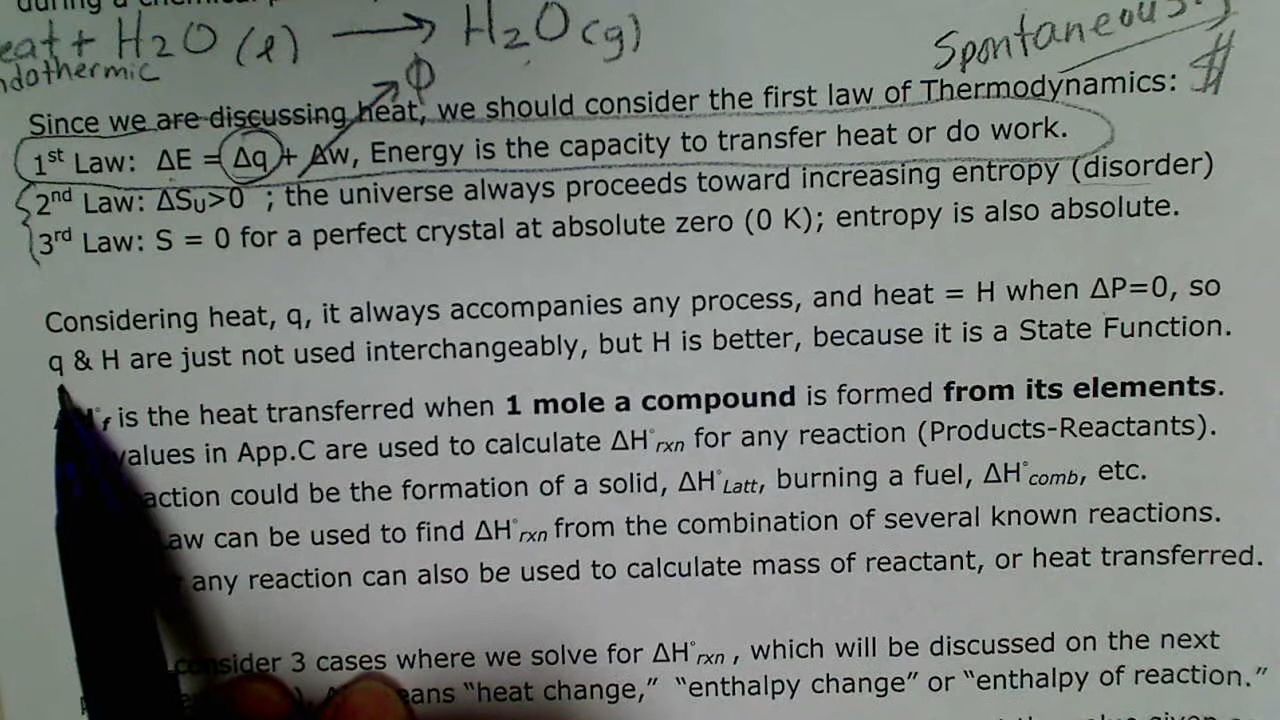 during a
eat + H2O (l) ⟶ H2O(g)
ndothermic
Spontaneous
Φ
Since we are discussing heat, we should consider the first law of Thermodynamics:
1st Law: ΔE = Δq + Δw, Energy is the capacity to transfer heat or do work.
2nd Law: ΔSU>0 ; the universe always proceeds toward increasing entropy (disorder)
3rd Law: S = 0 for a perfect crystal at absolute zero (0 K); entropy is also absolute.
Considering heat, q, it always accompanies any process, and heat = H when ΔP=0, so
q & H are just not used interchangeably, but H is better, because it is a State Function.
H°f is the heat transferred when 1 mole a compound is formed from its elements.
values in App.C are used to calculate ΔH°rxn for any reaction (Products-Reactants).
action could be the formation of a solid, ΔH°Latt, burning a fuel, ΔH°comb, etc.
aw can be used to find ΔH°rxn from the combination of several known reactions.
any reaction can also be used to calculate mass of reactant, or heat transferred.
consider 3 cases where we solve for ΔH°rxn , which will be discussed on the next
eans “heat change,” “enthalpy change” or “enthalpy of reaction.”